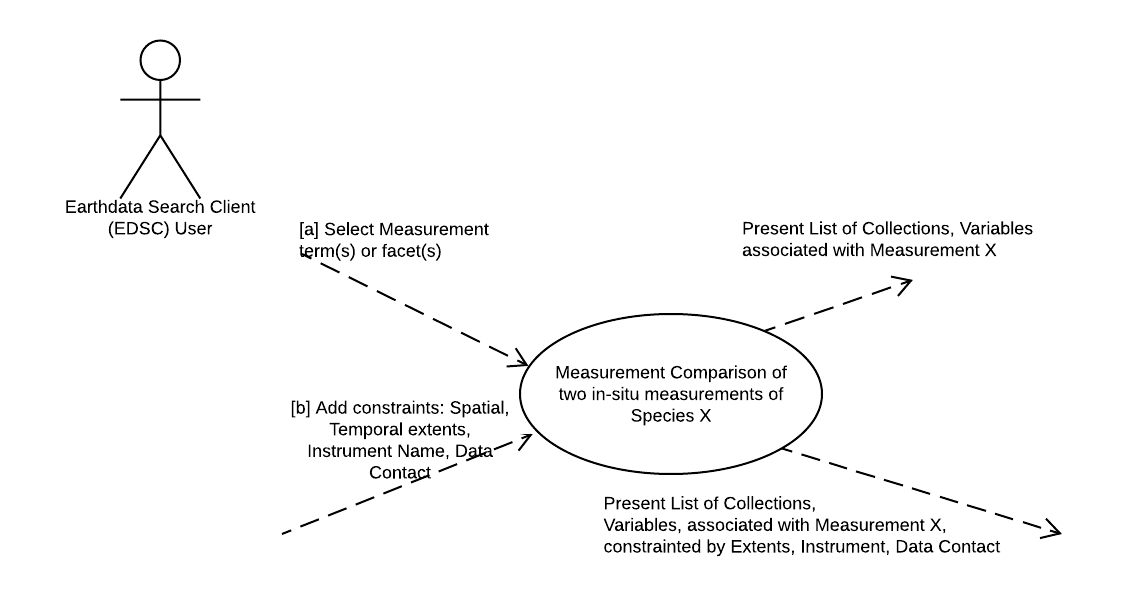 Earthdata Search Client
(EDSC) User
[a] Select Measurement
term(s) or facet(s)
Present List of Collections, Variables
associated with Measurement X
Measurement Comparison of
two in-situ measurements of
Species X
[b] Add constraints: Spatial,
Temporal extents,
Instrument Name, Data
Contact
Present List of Collections,
Variables, associated with Measurement X,
constrainted by Extents, Instrument, Data Contact